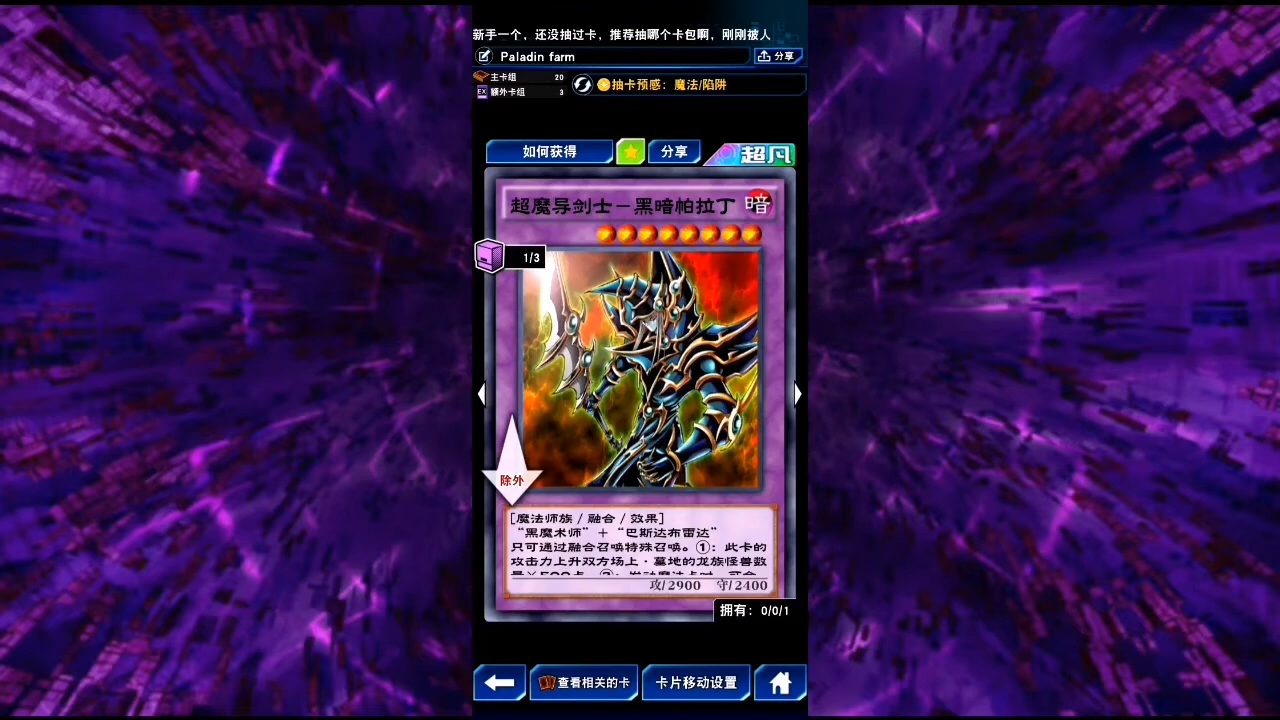 新手一个，还没抽过卡，推荐抽哪个卡包啊，刚刚被人
Paladin farm
分享
主卡组 20
EX 额外卡组 3
抽卡预感：魔法/陷阱
如何获得
分享
超凡
超魔导剑士－黑暗帕拉丁 暗
1/3
除外
[魔法师族／融合／效果]
“黑魔术师”＋“巴斯达布雷达”
只可通过融合召唤特殊召唤。①：此卡的
攻击力上升双方场上·墓地的龙族怪兽数
攻/2900 守/2400
拥有：0/0/1
查看相关的卡
卡片移动设置